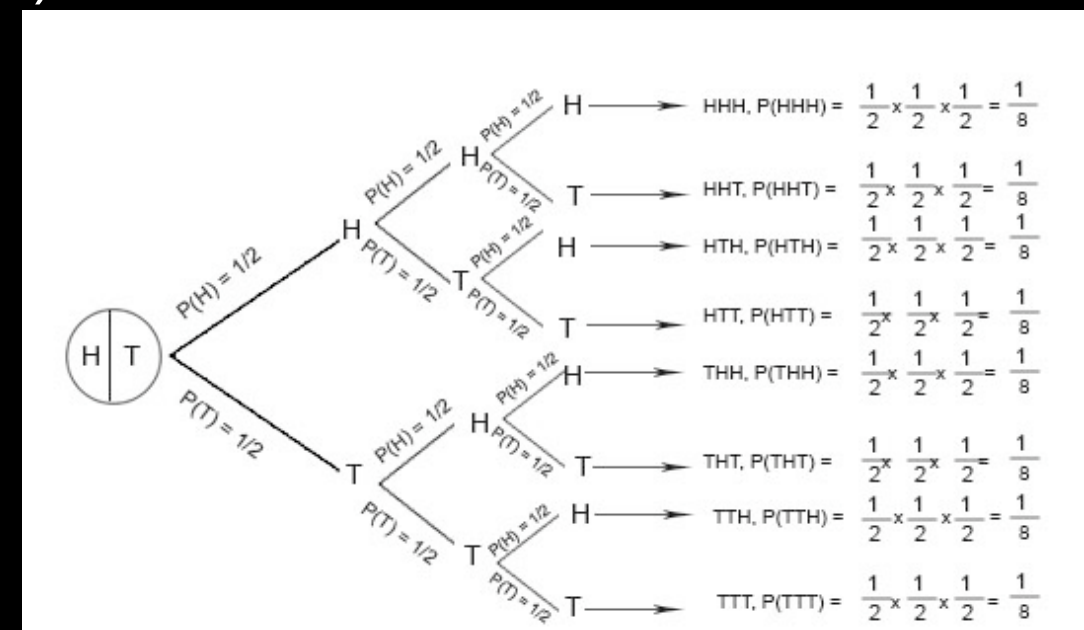 H T
P(H) = 1/2
P(T) = 1/2
H
P(H) = 1/2
P(T) = 1/2
T
P(H) = 1/2
P(T) = 1/2
H
P(H) = 1/2
P(T) = 1/2
T
P(H) = 1/2
P(T) = 1/2
H
P(H) = 1/2
P(T) = 1/2
T
P(H) = 1/2
P(T) = 1/2
H HHH, P(HHH) = 1/2 x 1/2 x 1/2 = 1/8
T HHT, P(HHT) = 1/2 x 1/2 x 1/2 = 1/8
H HTH, P(HTH) = 1/2 x 1/2 x 1/2 = 1/8
T HTT, P(HTT) = 1/2 x 1/2 x 1/2 = 1/8
H THH, P(THH) = 1/2 x 1/2 x 1/2 = 1/8
T THT, P(THT) = 1/2 x 1/2 x 1/2 = 1/8
H TTH, P(TTH) = 1/2 x 1/2 x 1/2 = 1/8
T TTT, P(TTT) = 1/2 x 1/2 x 1/2 = 1/8